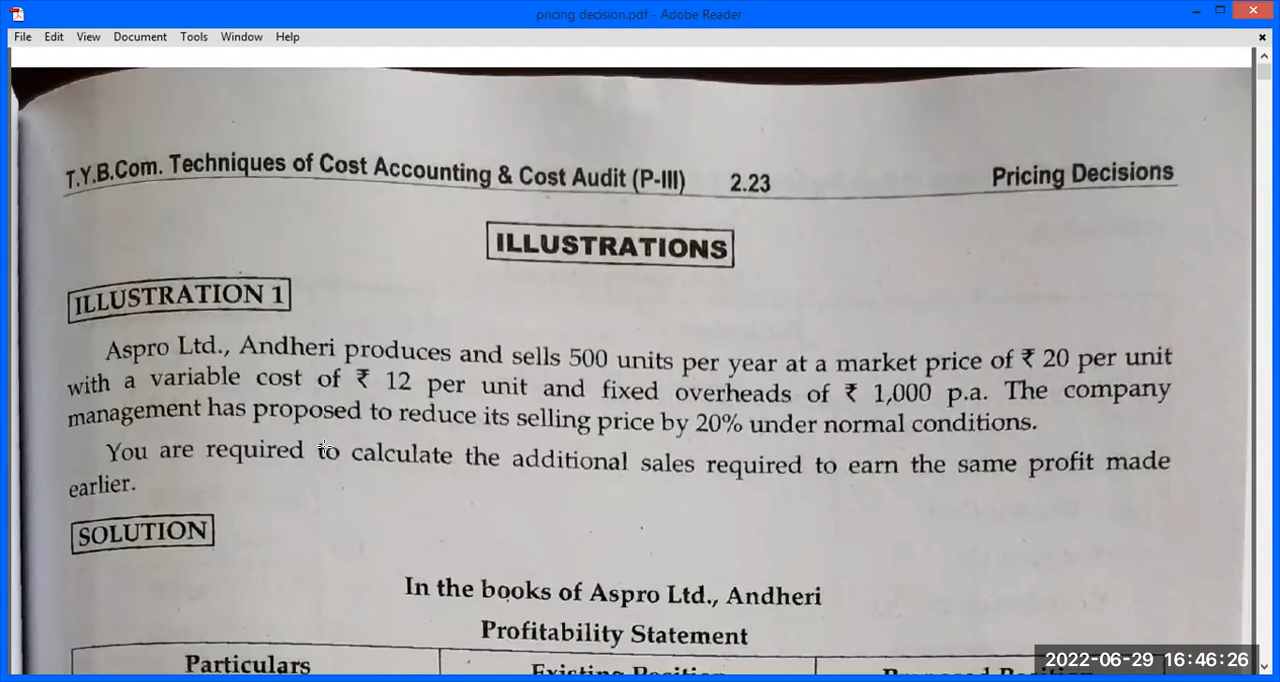 pricing decision.pdf - Adobe Reader
File Edit View Document Tools Window Help
T.Y.B.Com. Techniques of Cost Accounting & Cost Audit (P-III) 2.23 Pricing Decisions
ILLUSTRATIONS
ILLUSTRATION 1
Aspro Ltd., Andheri produces and sells 500 units per year at a market price of ₹ 20 per unit
with a variable cost of ₹ 12 per unit and fixed overheads of ₹ 1,000 p.a. The company
management has proposed to reduce its selling price by 20% under normal conditions.
You are required to calculate the additional sales required to earn the same profit made
earlier.
SOLUTION
In the books of Aspro Ltd., Andheri
Profitability Statement
Particulars Existing Position
2022-06-29 16:46:26